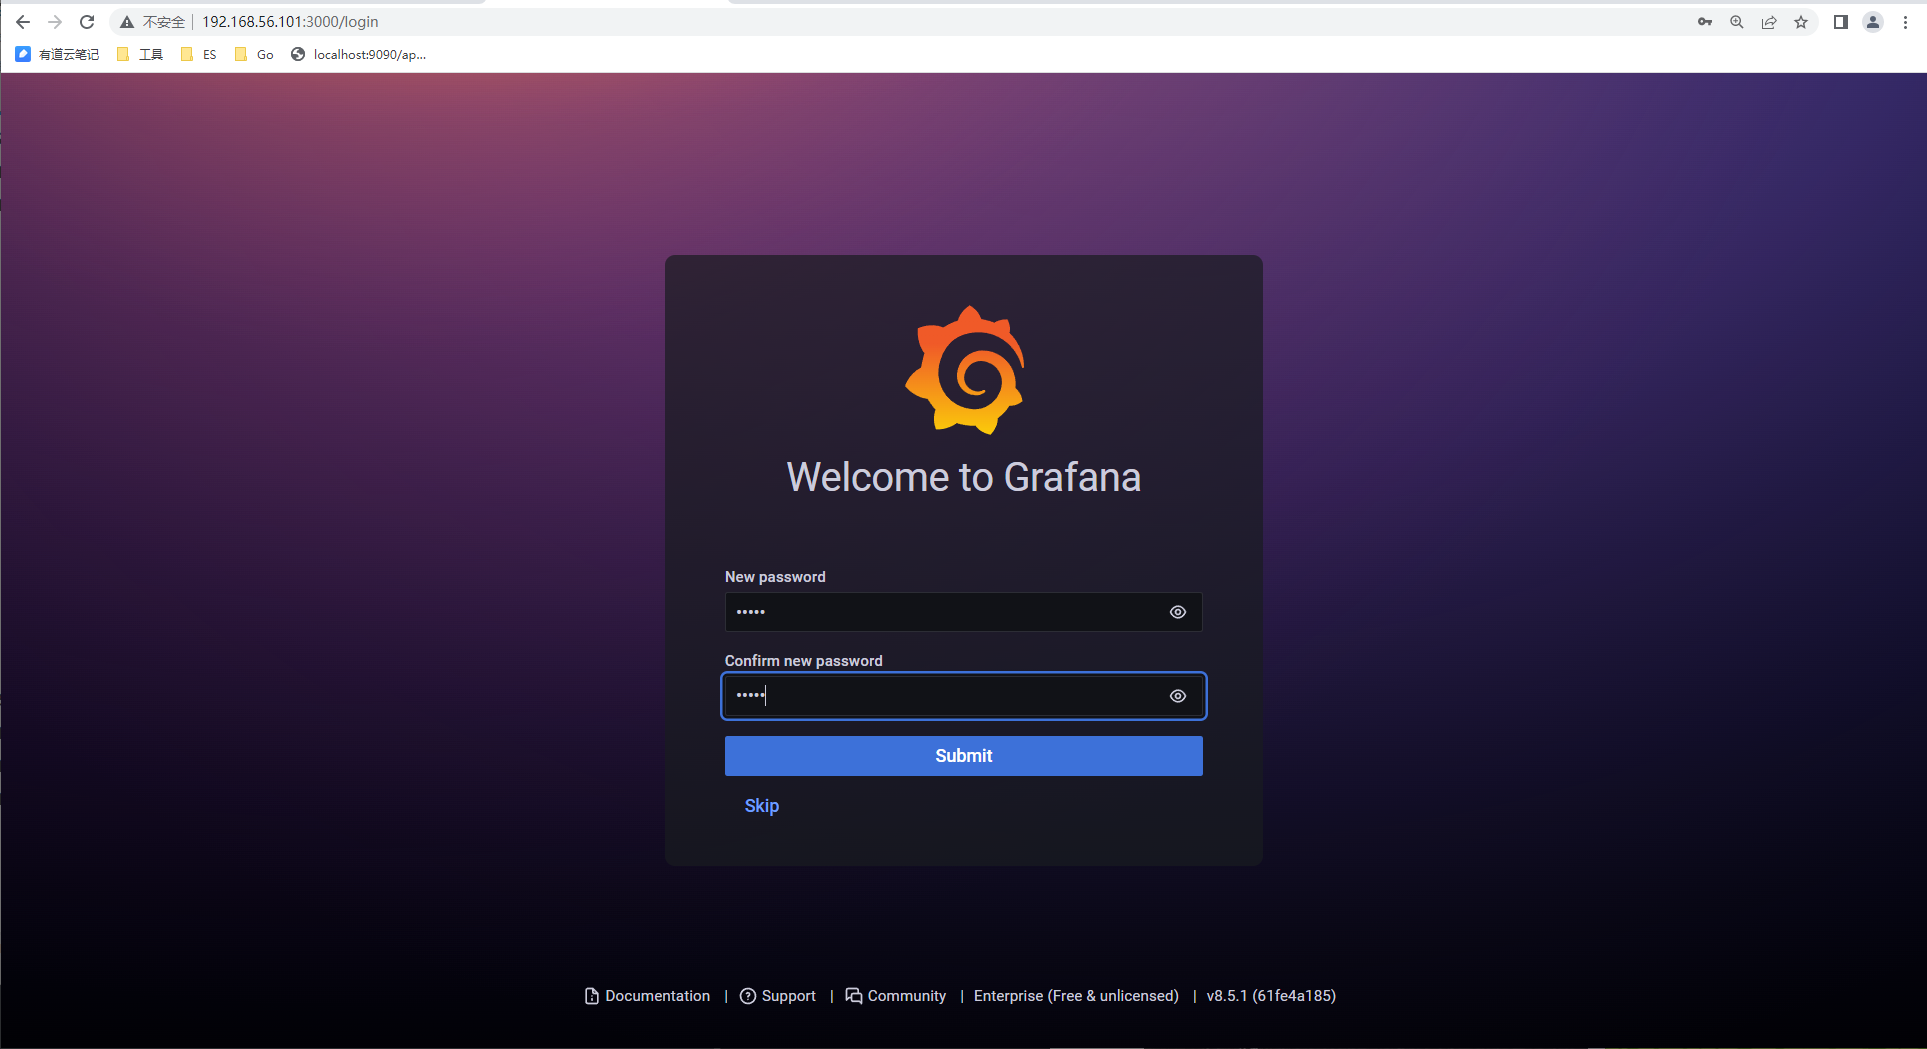 不安全 192.168.56.101:3000/login
有道云笔记 工具 ES Go localhost:9090/ap...
Welcome to Grafana
New password
•••••
Confirm new password
•••••
Submit
Skip
Documentation | Support | Community | Enterprise (Free & unlicensed) | v8.5.1 (61fe4a185)